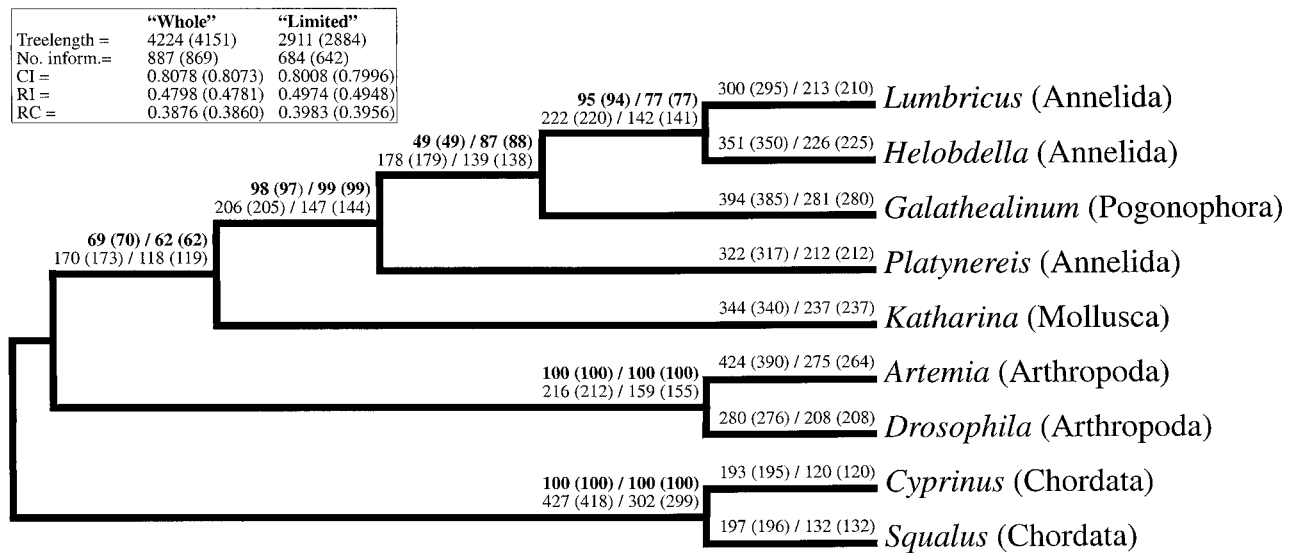 “Whole” “Limited”
Treelength = 4224 (4151) 2911 (2884)
No. inform.= 887 (869) 684 (642)
CI = 0.8078 (0.8073) 0.8008 (0.7996)
RI = 0.4798 (0.4781) 0.4974 (0.4948)
RC = 0.3876 (0.3860) 0.3983 (0.3956)
300 (295) / 213 (210) Lumbricus (Annelida)
95 (94) / 77 (77)
222 (220) / 142 (141)
351 (350) / 226 (225) Helobdella (Annelida)
49 (49) / 87 (88)
178 (179) / 139 (138)
394 (385) / 281 (280) Galathealinum (Pogonophora)
98 (97) / 99 (99)
206 (205) / 147 (144)
322 (317) / 212 (212) Platynereis (Annelida)
69 (70) / 62 (62)
170 (173) / 118 (119)
344 (340) / 237 (237) Katharina (Mollusca)
424 (390) / 275 (264) Artemia (Arthropoda)
100 (100) / 100 (100)
216 (212) / 159 (155)
280 (276) / 208 (208) Drosophila (Arthropoda)
193 (195) / 120 (120) Cyprinus (Chordata)
100 (100) / 100 (100)
427 (418) / 302 (299)
197 (196) / 132 (132) Squalus (Chordata)